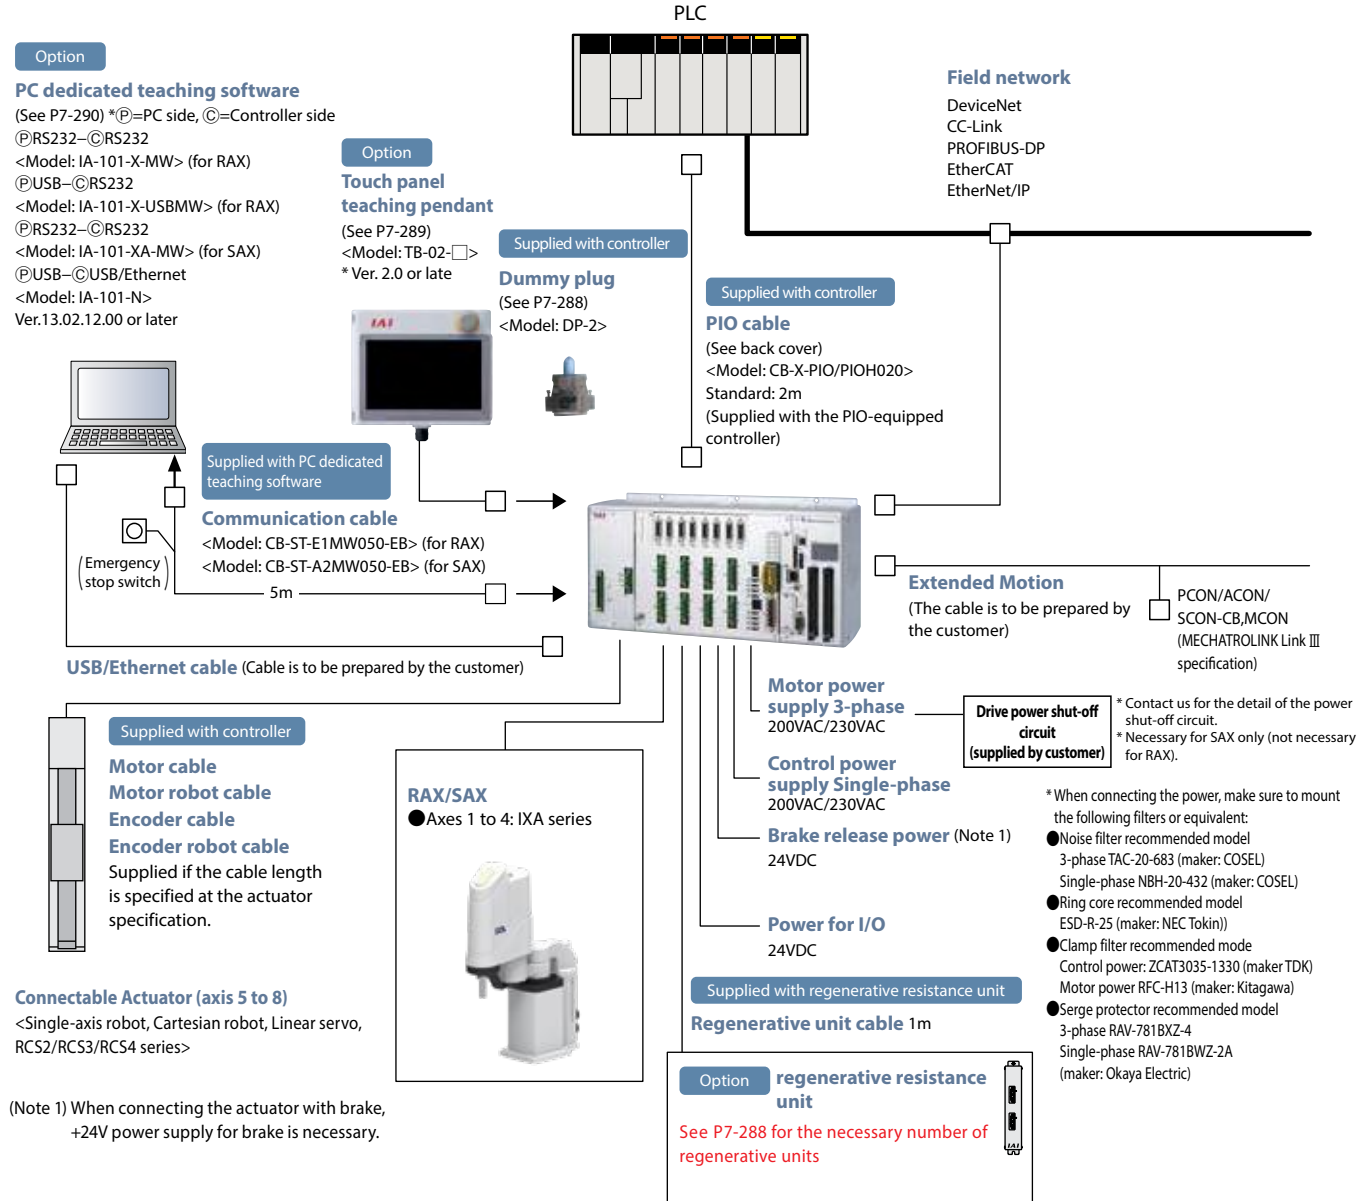 PLC
Option
PC dedicated teaching software
(See P7-290) *Ⓟ=PC side, Ⓒ=Controller side
ⓅRS232–ⒸRS232
<Model: IA-101-X-MW> (for RAX)
ⓅUSB–ⒸRS232
<Model: IA-101-X-USBMW> (for RAX)
ⓅRS232–ⒸRS232
<Model: IA-101-XA-MW> (for SAX)
ⓅUSB–ⒸUSB/Ethernet
<Model: IA-101-N>
Ver.13.02.12.00 or later
Option
Touch panel
teaching pendant
(See P7-289)
<Model: TB-02-□>
* Ver. 2.0 or late
IAI
Supplied with controller
Dummy plug
(See P7-288)
<Model: DP-2>
Supplied with controller
PIO cable
(See back cover)
<Model: CB-X-PIO/PIOH020>
Standard: 2m
(Supplied with the PIO-equipped
controller)
Field network
DeviceNet
CC-Link
PROFIBUS-DP
EtherCAT
EtherNet/IP
Supplied with PC dedicated
teaching software
Communication cable
<Model: CB-ST-E1MW050-EB> (for RAX)
<Model: CB-ST-A2MW050-EB> (for SAX)
(Emergency
stop switch)
5m
USB/Ethernet cable (Cable is to be prepared by the customer)
IAI
Extended Motion
(The cable is to be prepared by
the customer)
PCON/ACON/
SCON-CB,MCON
(MECHATROLINK Link Ⅲ
specification)
Supplied with controller
Motor cable
Motor robot cable
Encoder cable
Encoder robot cable
Supplied if the cable length
is specified at the actuator
specification.
Connectable Actuator (axis 5 to 8)
<Single-axis robot, Cartesian robot, Linear servo,
RCS2/RCS3/RCS4 series>
(Note 1) When connecting the actuator with brake,
+24V power supply for brake is necessary.
RAX/SAX
●Axes 1 to 4: IXA series
Motor power
supply 3-phase
200VAC/230VAC
Control power
supply Single-phase
200VAC/230VAC
Brake release power (Note 1)
24VDC
Power for I/O
24VDC
Supplied with regenerative resistance unit
Regenerative unit cable 1m
Option
regenerative resistance
unit
See P7-288 for the necessary number of
regenerative units
IAI
Drive power shut-off
circuit
(supplied by customer)
* Contact us for the detail of the power
shut-off circuit.
* Necessary for SAX only (not necessary
for RAX).
* When connecting the power, make sure to mount
the following filters or equivalent:
●Noise filter recommended model
3-phase TAC-20-683 (maker: COSEL)
Single-phase NBH-20-432 (maker: COSEL)
●Ring core recommended model
ESD-R-25 (maker: NEC Tokin))
●Clamp filter recommended mode
Control power: ZCAT3035-1330 (maker TDK)
Motor power RFC-H13 (maker: Kitagawa)
●Serge protector recommended model
3-phase RAV-781BXZ-4
Single-phase RAV-781BWZ-2A
(maker: Okaya Electric)